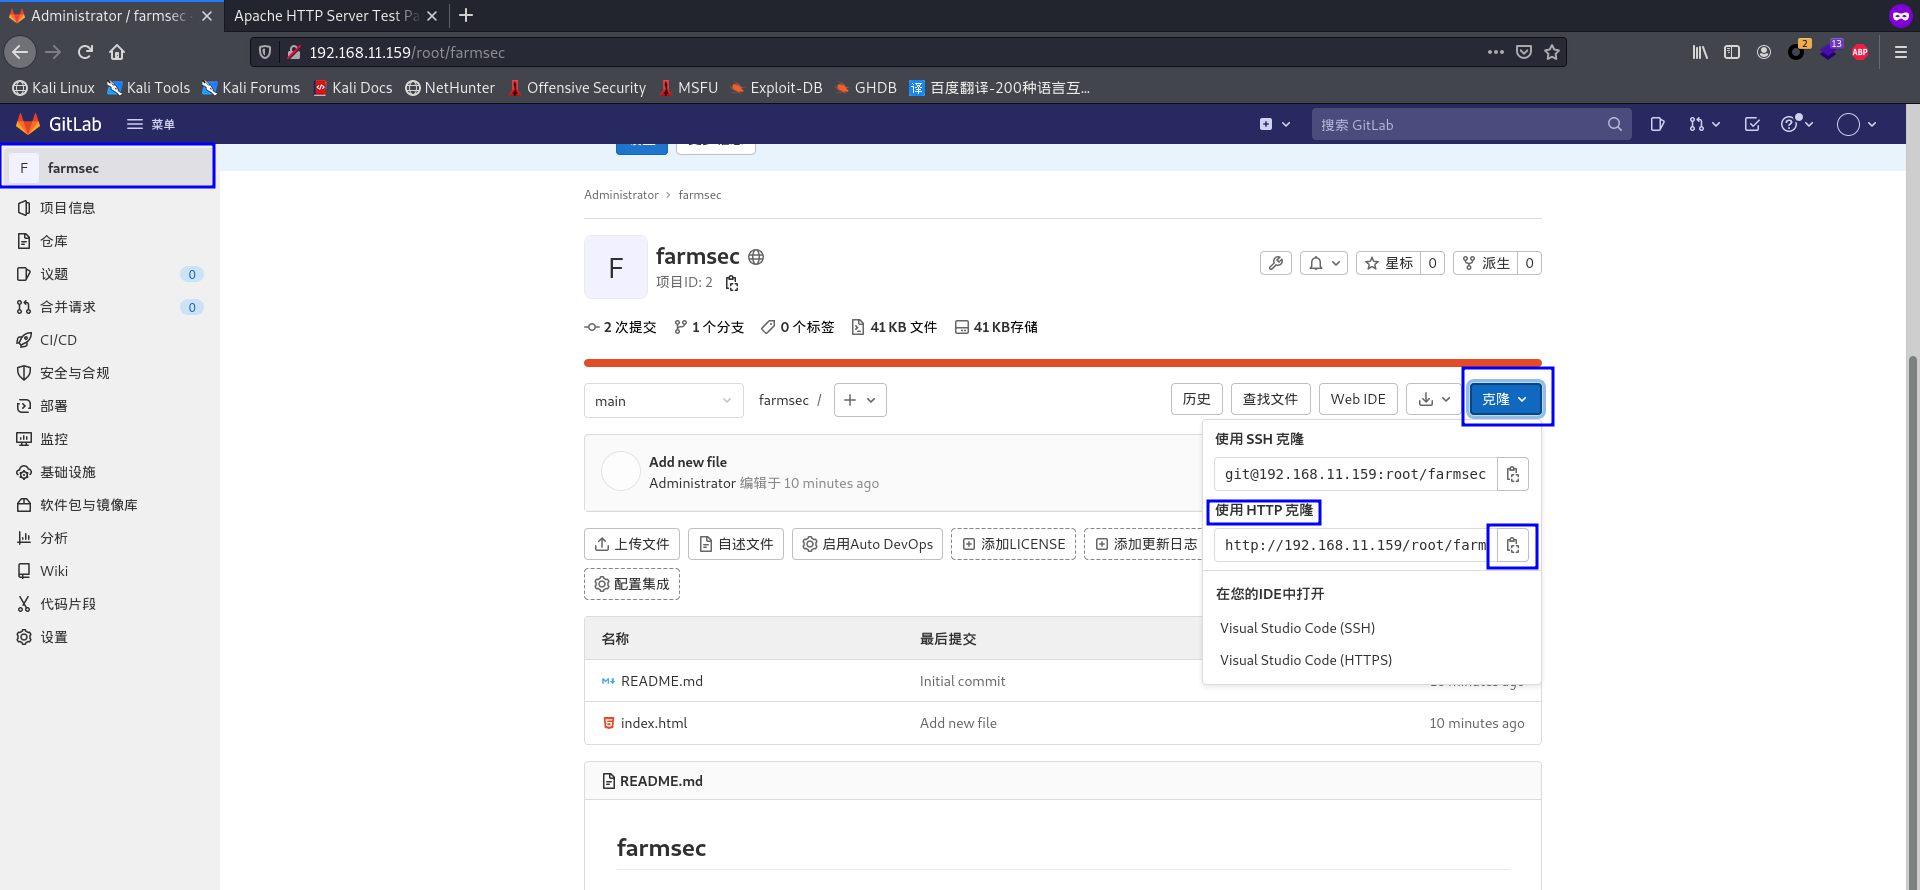 Administrator / farmsec
Apache HTTP Server Test Pa
192.168.11.159/root/farmsec
2
13
ABP
Kali Linux
Kali Tools
Kali Forums
Kali Docs
NetHunter
Offensive Security
MSFU
Exploit-DB
GHDB
译 百度翻译-200种语言互...
GitLab
菜单
搜索 GitLab
F farmsec
项目信息
仓库
议题 0
合并请求 0
CI/CD
安全与合规
部署
监控
基础设施
软件包与镜像库
分析
Wiki
代码片段
设置
Administrator > farmsec
F
farmsec
项目ID: 2
星标 0
派生 0
2 次提交
1 个分支
0 个标签
41 KB 文件
41 KB存储
main
farmsec /
历史
查找文件
Web IDE
克隆
使用 SSH 克隆
git@192.168.11.159:root/farmsec
使用 HTTP 克隆
http://192.168.11.159/root/farm
在您的IDE中打开
Visual Studio Code (SSH)
Visual Studio Code (HTTPS)
Add new file
Administrator 编辑于 10 minutes ago
上传文件
自述文件
启用Auto DevOps
添加LICENSE
添加更新日志
配置集成
名称
最后提交
README.md
Initial commit
index.html
Add new file
10 minutes ago
README.md
farmsec